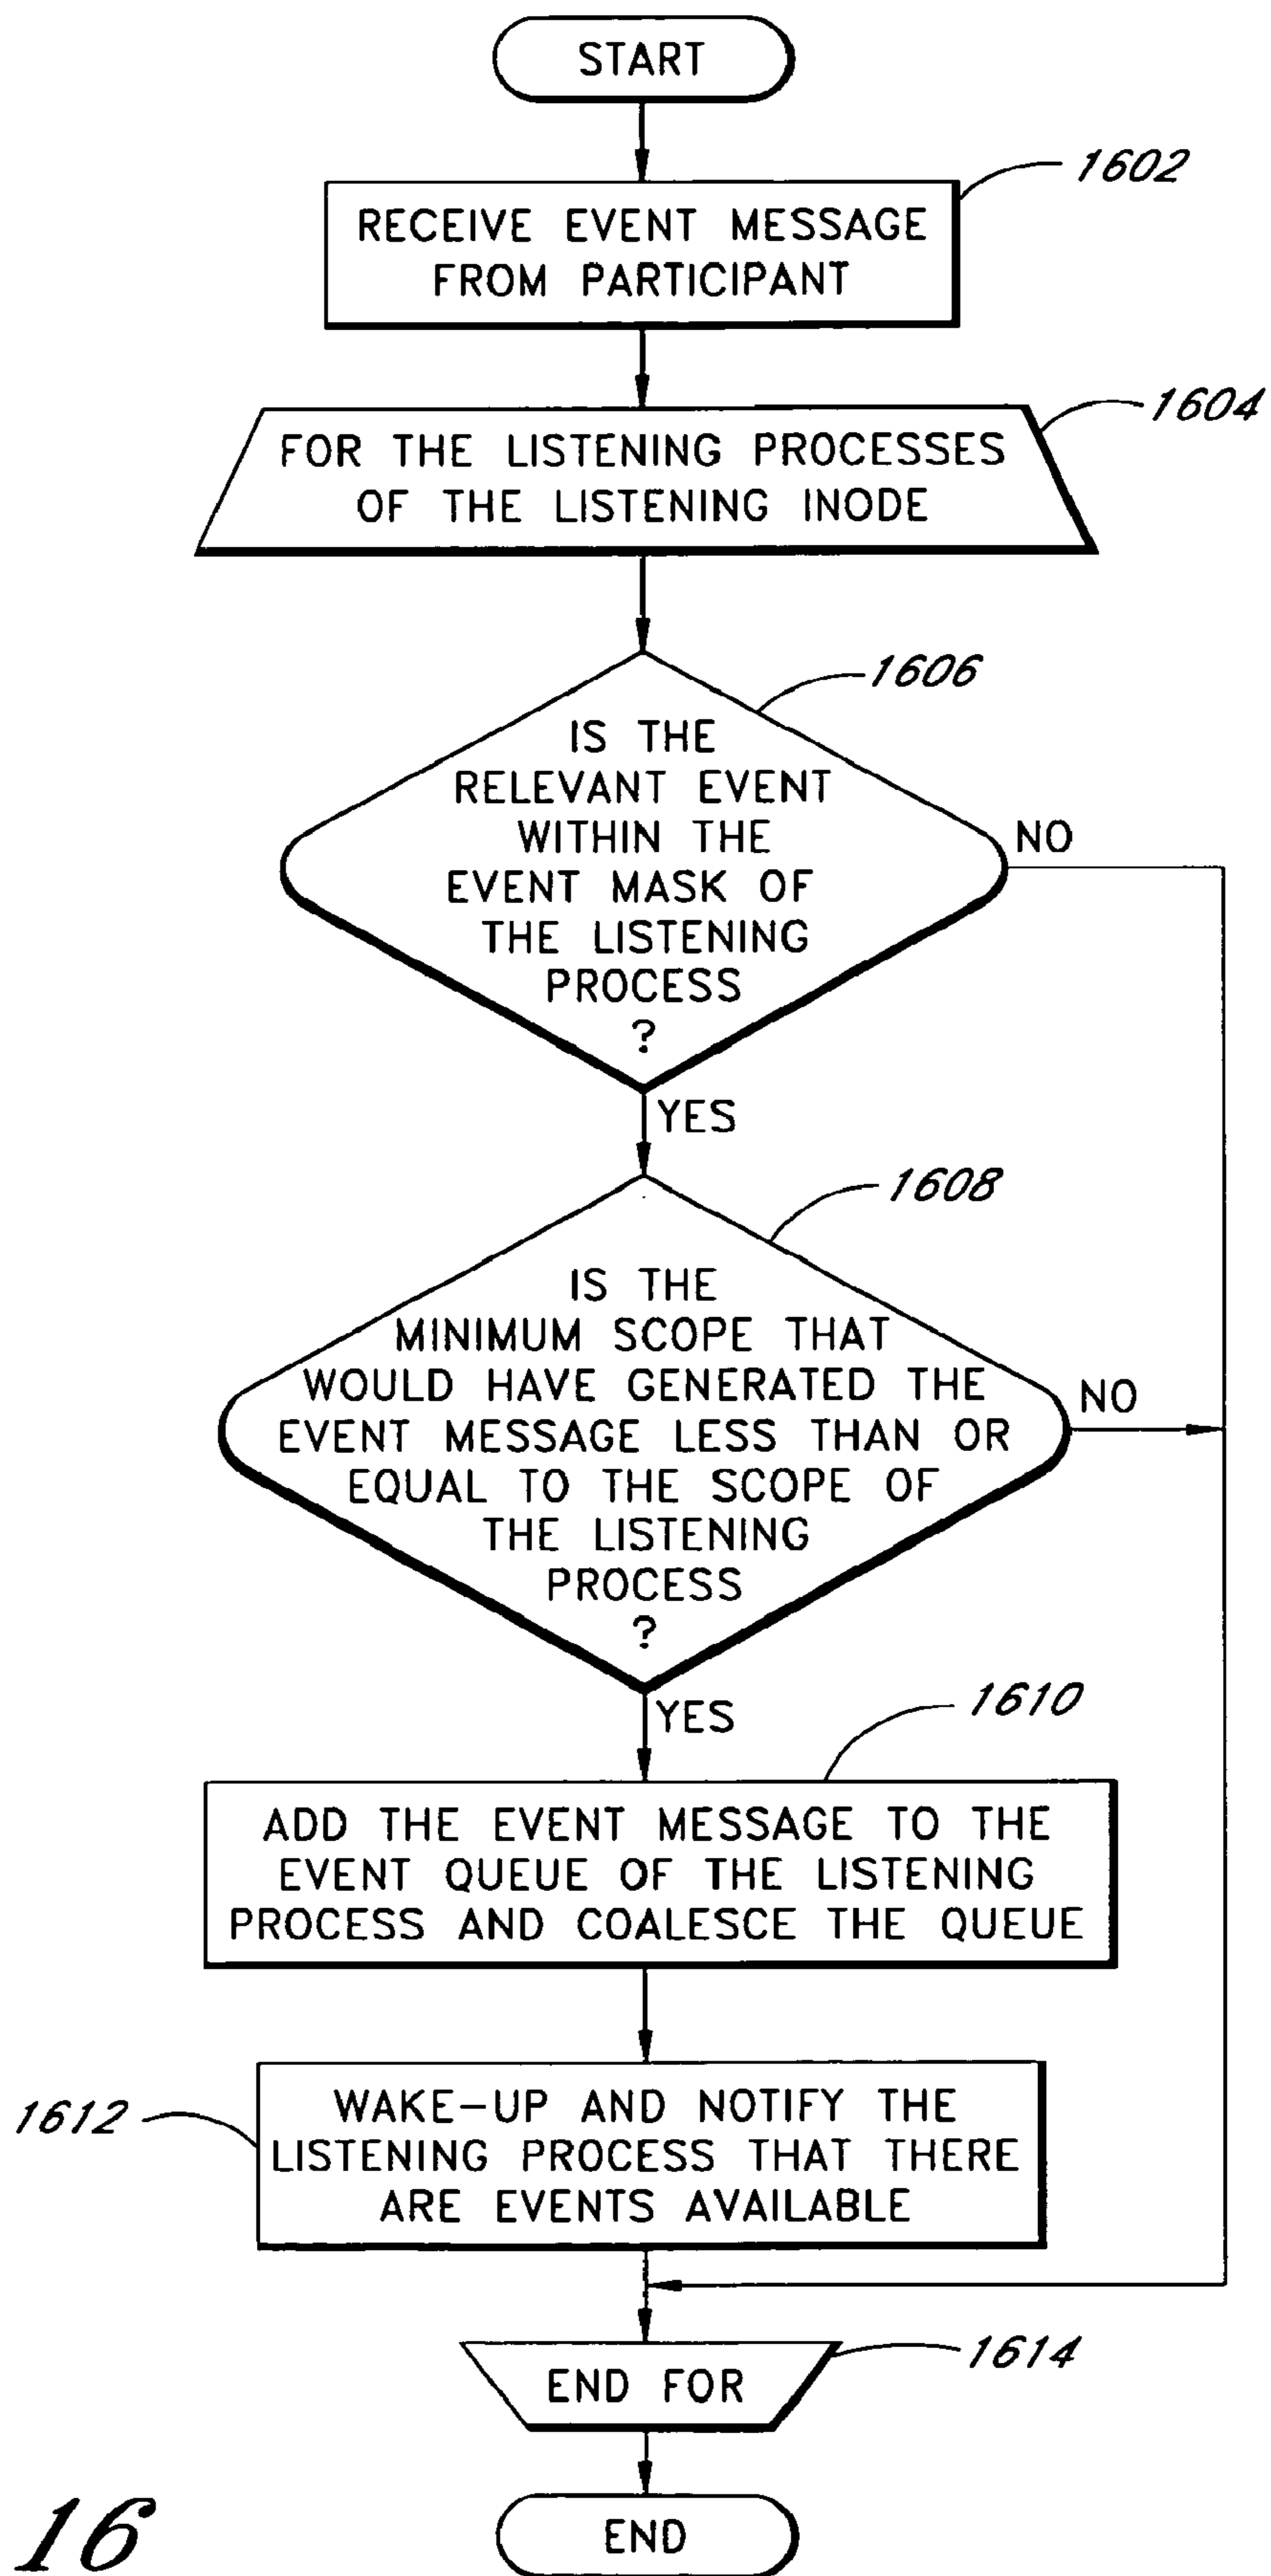 START
1602
RECEIVE EVENT MESSAGE
FROM PARTICIPANT
1604
FOR THE LISTENING PROCESSES
OF THE LISTENING INODE
1606
IS THE
RELEVANT EVENT
WITHIN THE
EVENT MASK OF
THE LISTENING
PROCESS
?
NO
YES
1608
IS THE
MINIMUM SCOPE THAT
WOULD HAVE GENERATED THE
EVENT MESSAGE LESS THAN OR
EQUAL TO THE SCOPE OF
THE LISTENING
PROCESS
?
NO
YES
1610
ADD THE EVENT MESSAGE TO THE
EVENT QUEUE OF THE LISTENING
PROCESS AND COALESCE THE QUEUE
1612
WAKE-UP AND NOTIFY THE
LISTENING PROCESS THAT THERE
ARE EVENTS AVAILABLE
1614
END FOR
END
16